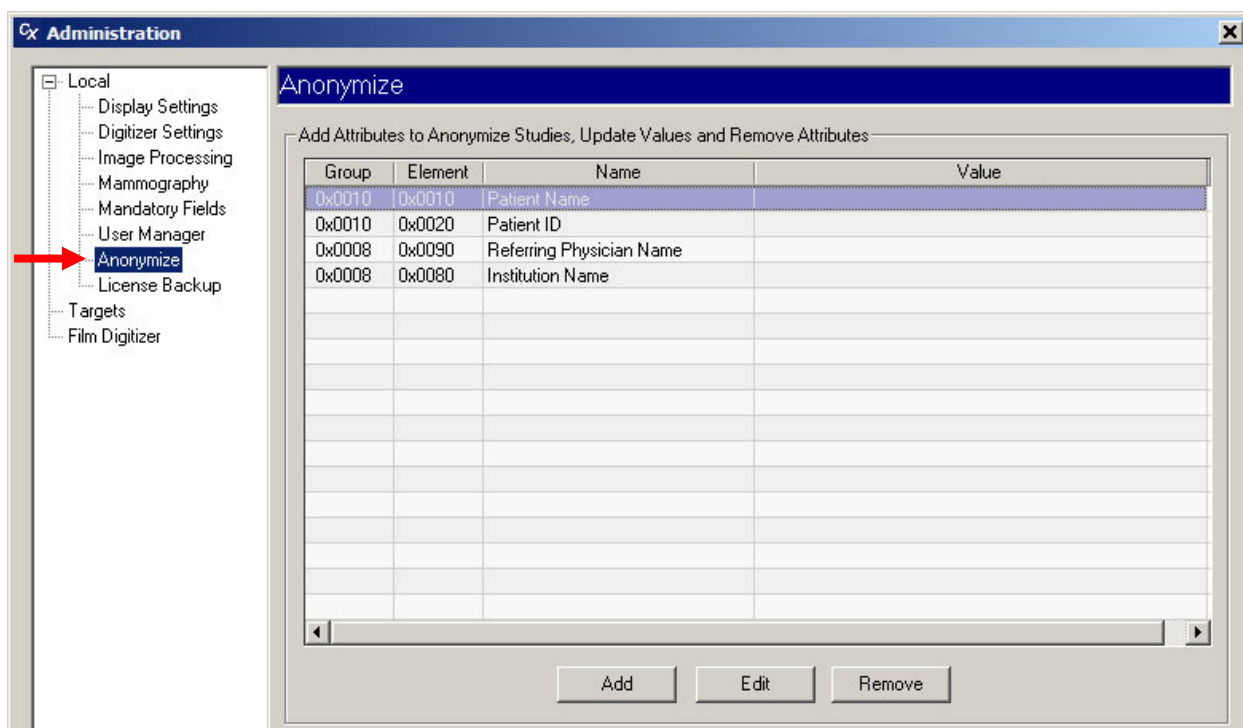 Cx Administration
Local
Display Settings
Digitizer Settings
Image Processing
Mammography
Mandatory Fields
User Manager
Anonymize
License Backup
Targets
Film Digitizer
Anonymize
Add Attributes to Anonymize Studies, Update Values and Remove Attributes
Group Element Name Value
0x0010 0x0010 Patient Name
0x0010 0x0020 Patient ID
0x0008 0x0090 Referring Physician Name
0x0008 0x0080 Institution Name
Add Edit Remove